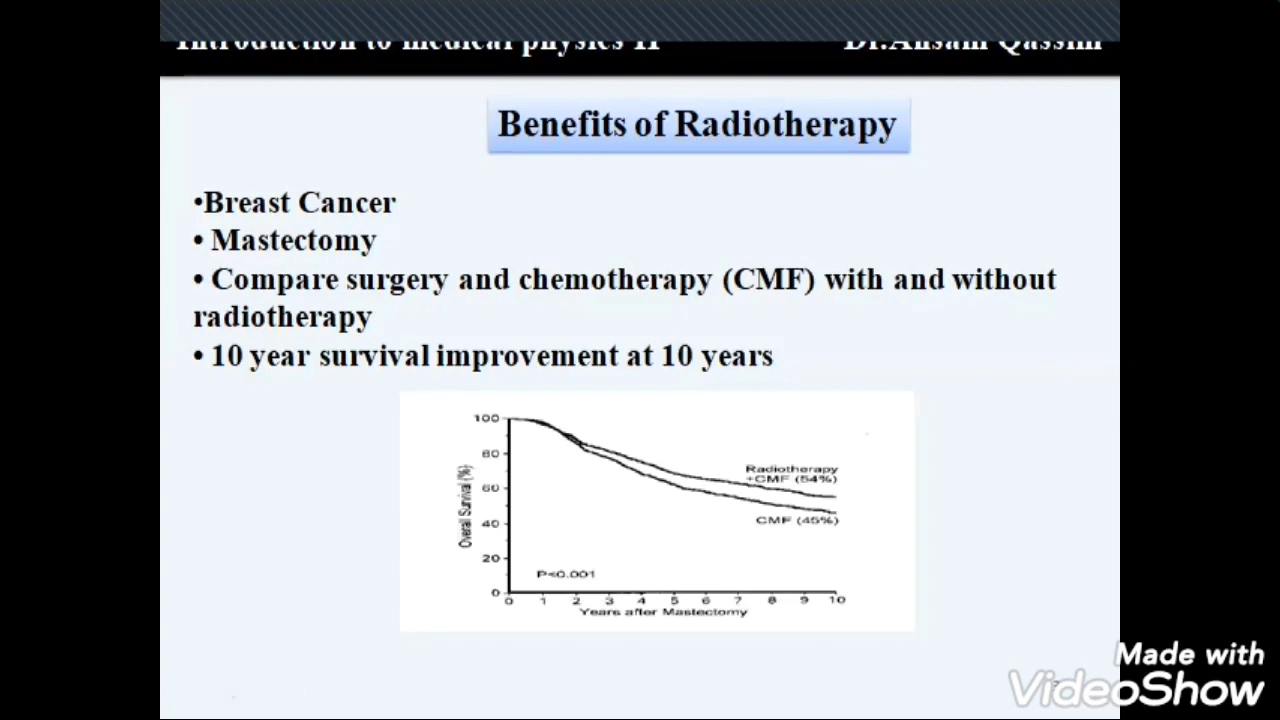 Introduction to medical physics II Dr.Ansam Qassim
Benefits of Radiotherapy
•Breast Cancer
• Mastectomy
• Compare surgery and chemotherapy (CMF) with and without
radiotherapy
• 10 year survival improvement at 10 years
100
80
60
40
20
0
Overall Survival (%)
Radiotherapy
+CMF (54%)
CMF (45%)
P<0.001
0 1 2 3 4 5 6 7 8 9 10
Years after Mastectomy
Made with
VideoShow